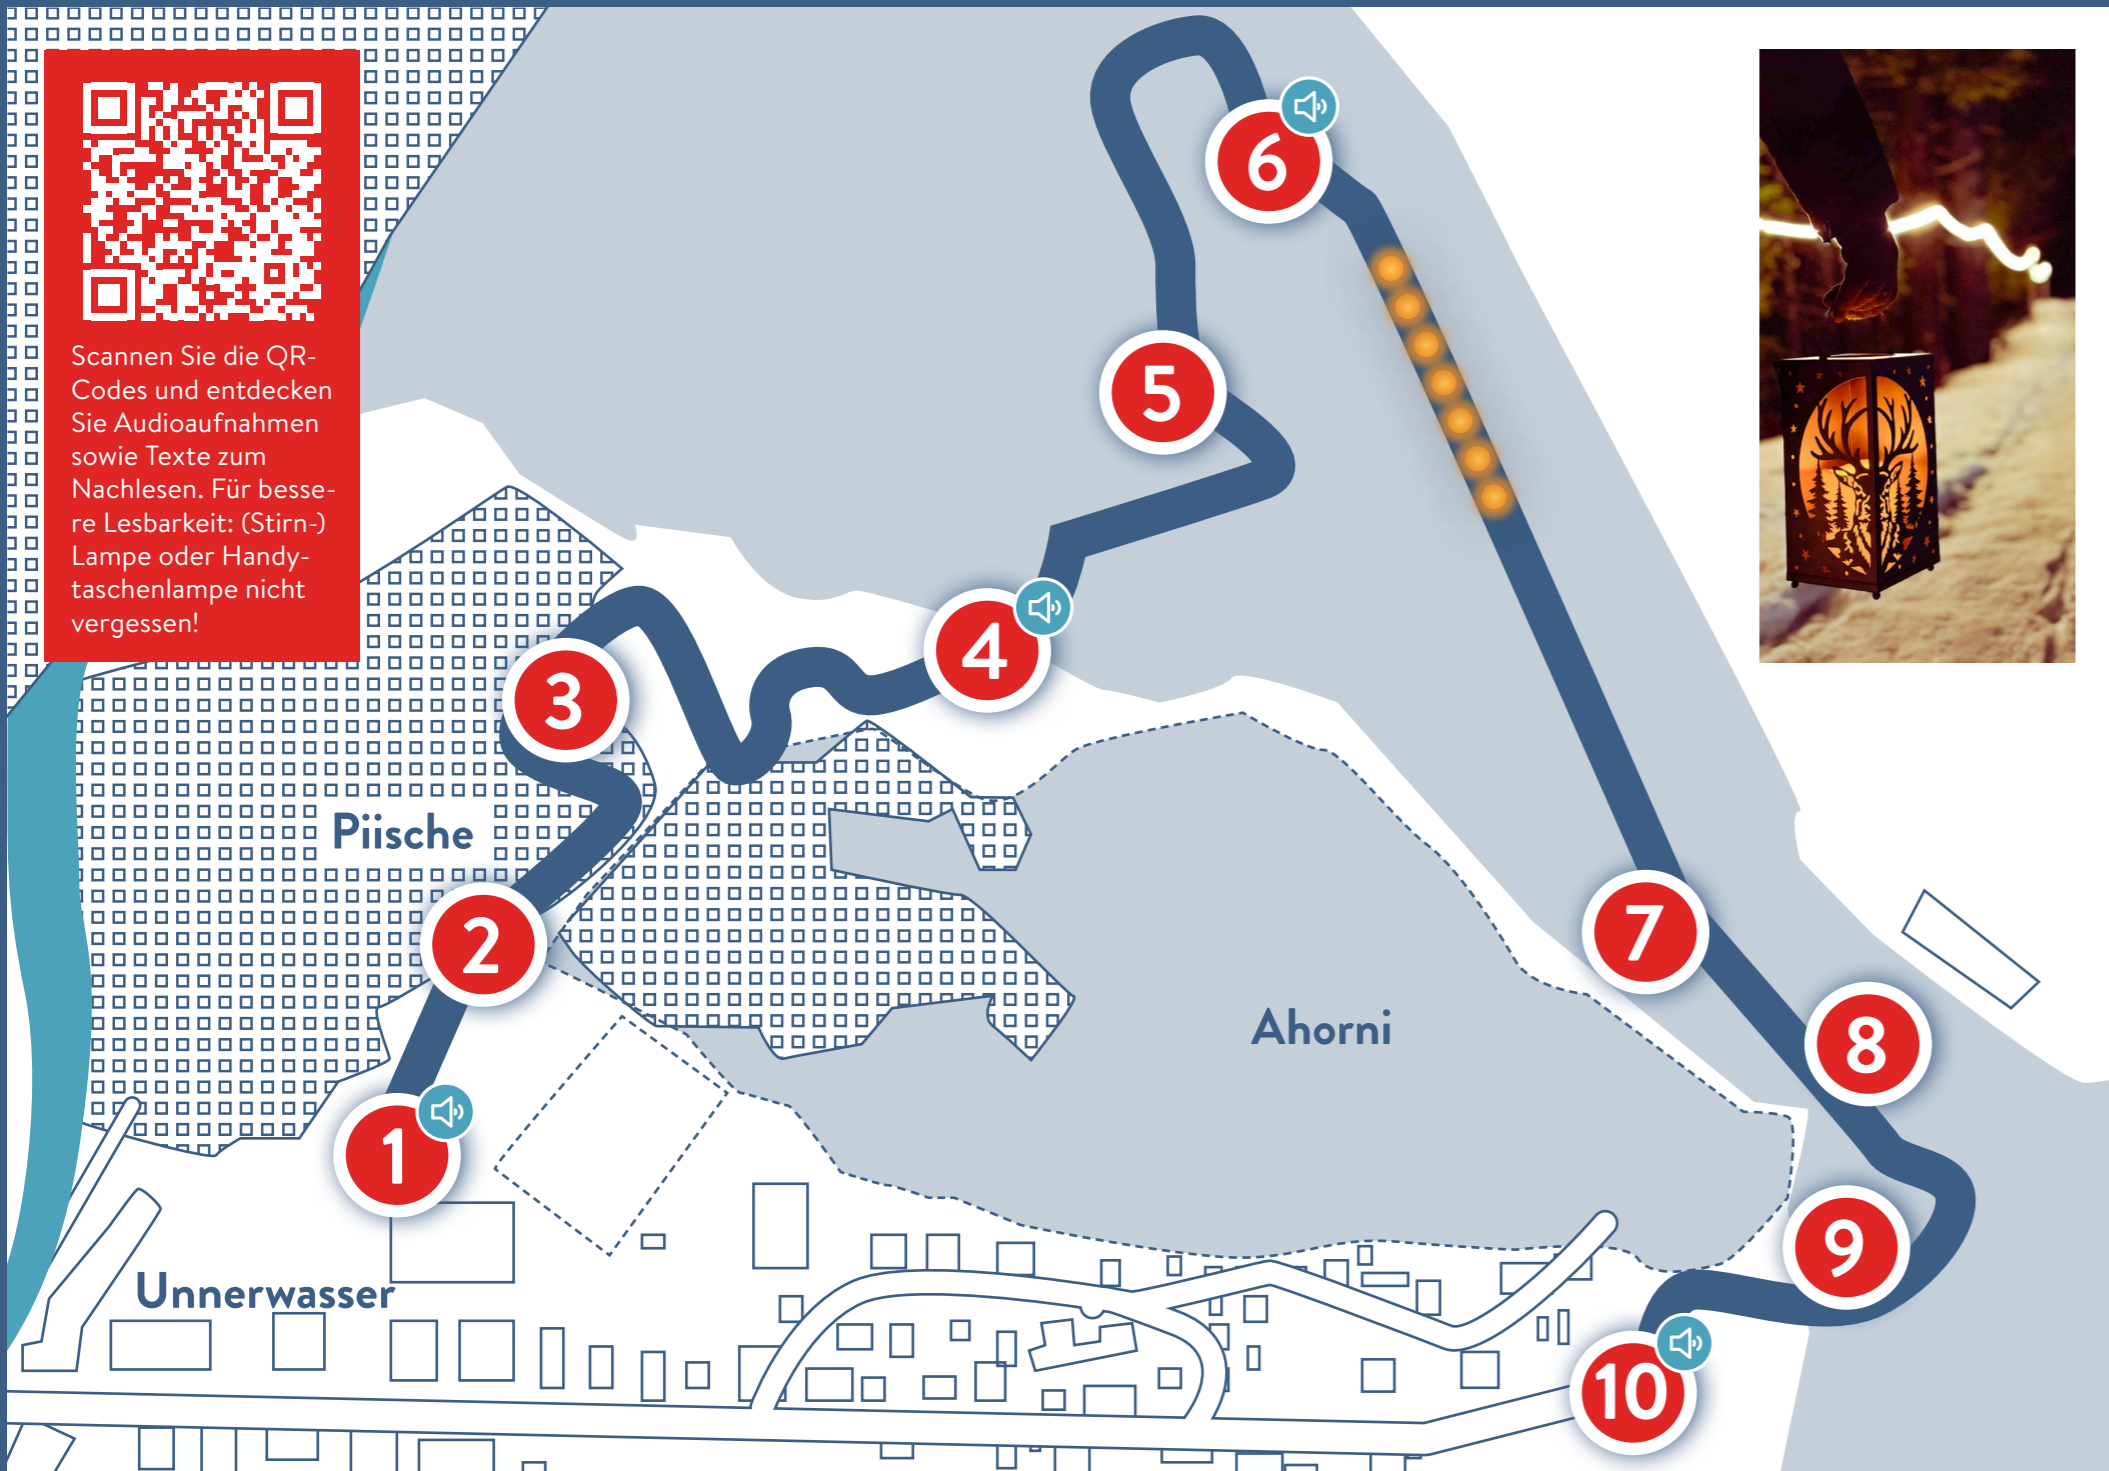 Scannen Sie die QR-
Codes und entdecken
Sie Audioaufnahmen
sowie Texte zum
Nachlesen. Für besse-
re Lesbarkeit: (Stirn-)
Lampe oder Handy-
taschenlampe nicht
vergessen!
6
5
4
3
Piische
2
7
Ahorni
8
1
9
Unnerwasser
10